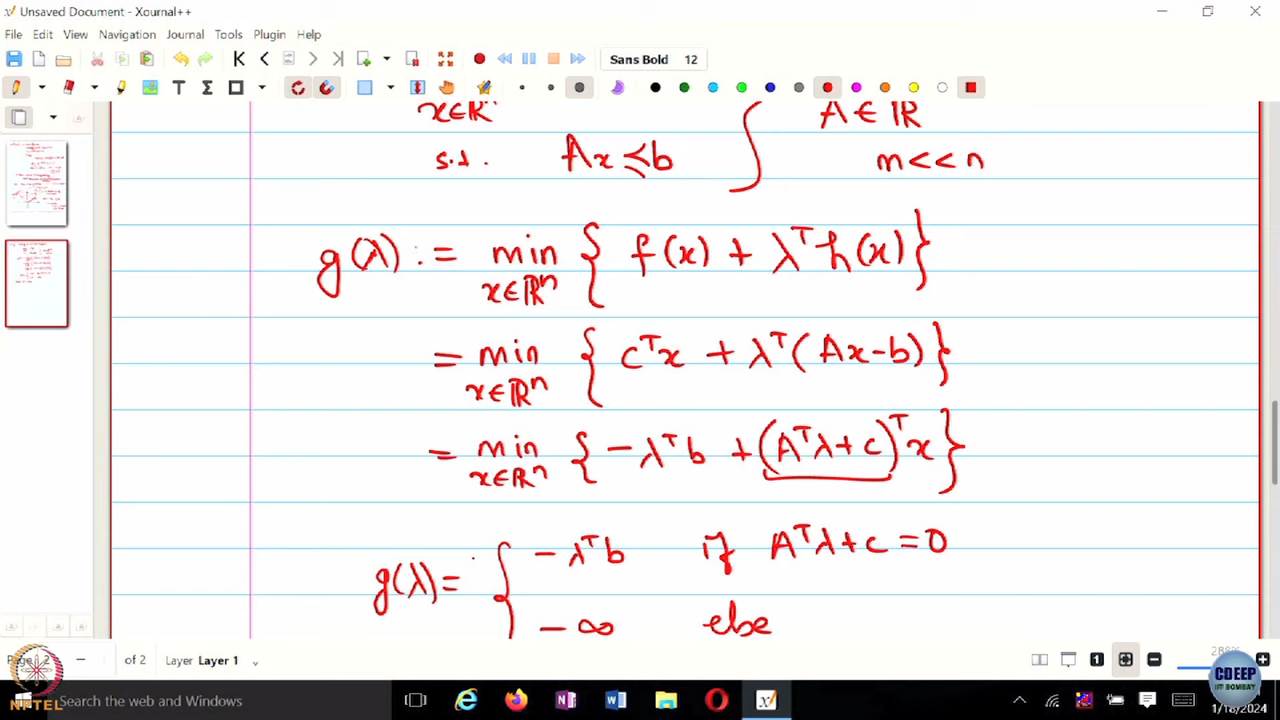 Unsaved Document - Xournal++
File Edit View Navigation Journal Tools Plugin Help
Sans Bold 12
x∈ℝⁿ
A ∈ ℝ
s.t. Ax ≼ b
m << n
g(λ) := min { f(x) + λᵀh(x) }
x∈ℝⁿ
= min { cᵀx + λᵀ(Ax-b) }
x∈ℝⁿ
= min { -λᵀb + (Aᵀλ+c)ᵀx }
x∈ℝⁿ
g(λ)= { -λᵀb if Aᵀλ+c = 0
-∞ else
of 2 Layer Layer 1
288%
NPTEL
Search the web and Windows
CDEEP
IIT BOMBAY
1/18/2024